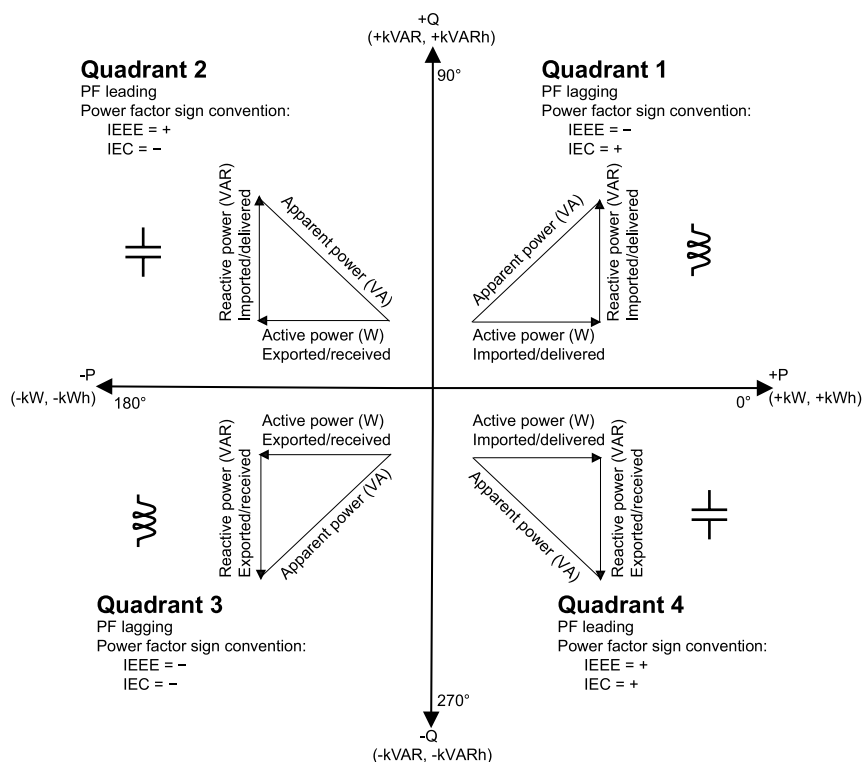 +Q
(+kVAR, +kVARh)
90°
Quadrant 2
PF leading
Power factor sign convention:
IEEE = +
IEC = −
Reactive power (VAR)
Imported/delivered
Apparent power (VA)
Active power (W)
Exported/received
Quadrant 1
PF lagging
Power factor sign convention:
IEEE = −
IEC = +
Apparent power (VA)
Reactive power (VAR)
Imported/delivered
Active power (W)
Imported/delivered
-P
(-kW, -kWh)
180°
0°
+P
(+kW, +kWh)
Active power (W)
Exported/received
Reactive power (VAR)
Exported/received
Apparent power (VA)
Quadrant 3
PF lagging
Power factor sign convention:
IEEE = −
IEC = −
Active power (W)
Imported/delivered
Apparent power (VA)
Reactive power (VAR)
Exported/received
Quadrant 4
PF leading
Power factor sign convention:
IEEE = +
IEC = +
270°
-Q
(-kVAR, -kVARh)